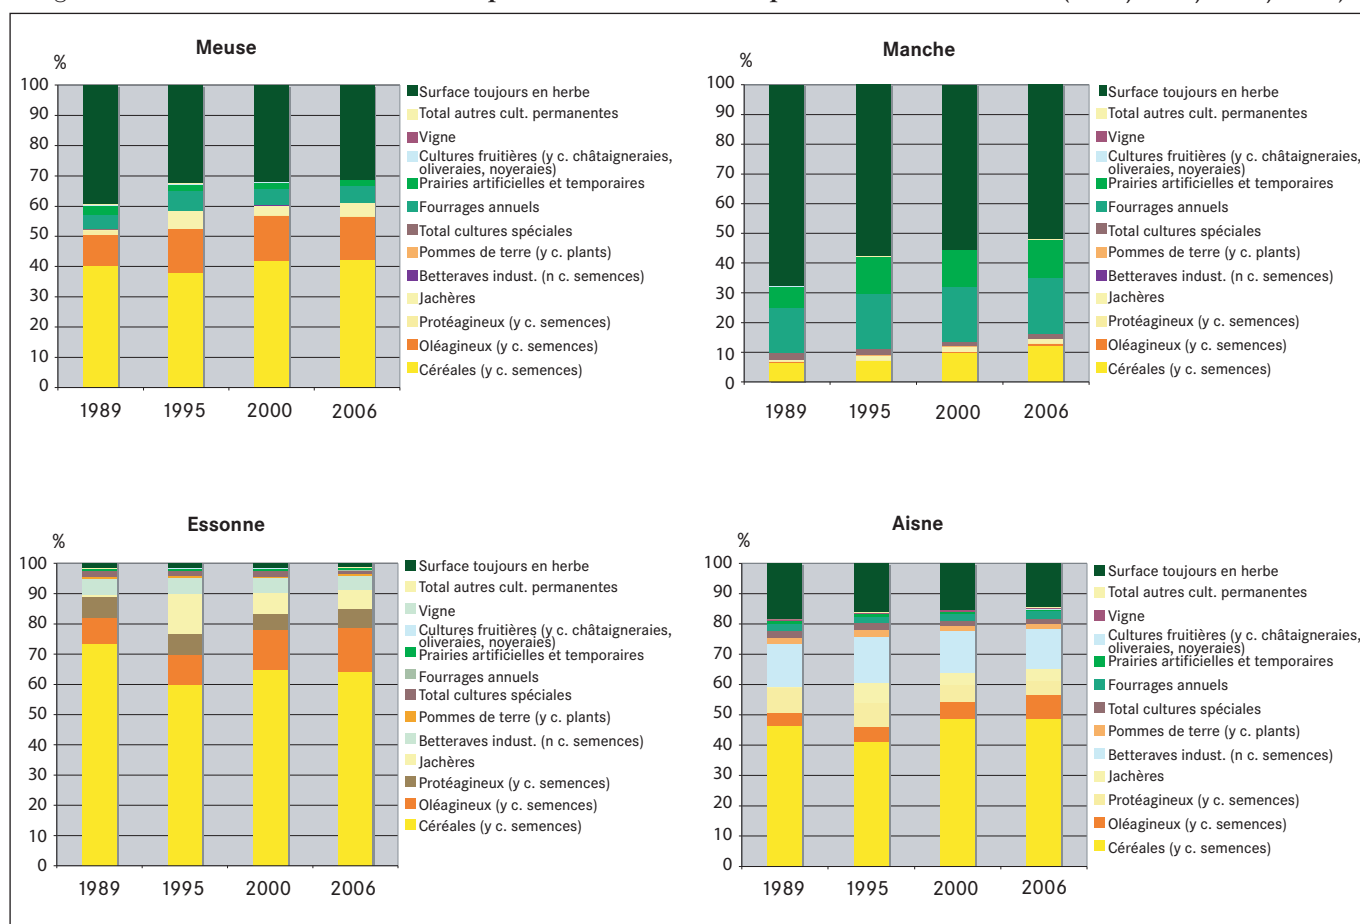 Meuse
%
100
90
80
70
60
50
40
30
20
10
0
1989 1995 2000 2006
Surface toujours en herbe
Total autres cult. permanentes
Vigne
Cultures fruitières (y c. châtaigneraies,
oliveraies, noyeraies)
Prairies artificielles et temporaires
Fourrages annuels
Total cultures spéciales
Pommes de terre (y c. plants)
Betteraves indust. (n c. semences)
Jachères
Protéagineux (y c. semences)
Oléagineux (y c. semences)
Céréales (y c. semences)
Manche
%
100
90
80
70
60
50
40
30
20
10
0
1989 1995 2000 2006
Surface toujours en herbe
Total autres cult. permanentes
Vigne
Cultures fruitières (y c. châtaigneraies,
oliveraies, noyeraies)
Prairies artificielles et temporaires
Fourrages annuels
Total cultures spéciales
Pommes de terre (y c. plants)
Betteraves indust. (n c. semences)
Jachères
Protéagineux (y c. semences)
Oléagineux (y c. semences)
Céréales (y c. semences)
Essonne
%
100
90
80
70
60
50
40
30
20
10
0
1989 1995 2000 2006
Surface toujours en herbe
Total autres cult. permanentes
Vigne
Cultures fruitières (y c. châtaigneraies,
oliveraies, noyeraies)
Prairies artificielles et temporaires
Fourrages annuels
Total cultures spéciales
Pommes de terre (y c. plants)
Betteraves indust. (n c. semences)
Jachères
Protéagineux (y c. semences)
Oléagineux (y c. semences)
Céréales (y c. semences)
Aisne
%
100
90
80
70
60
50
40
30
20
10
0
1989 1995 2000 2006
Surface toujours en herbe
Total autres cult. permanentes
Vigne
Cultures fruitières (y c. châtaigneraies,
oliveraies, noyeraies)
Prairies artificielles et temporaires
Fourrages annuels
Total cultures spéciales
Pommes de terre (y c. plants)
Betteraves indust. (n c. semences)
Jachères
Protéagineux (y c. semences)
Oléagineux (y c. semences)
Céréales (y c. semences)